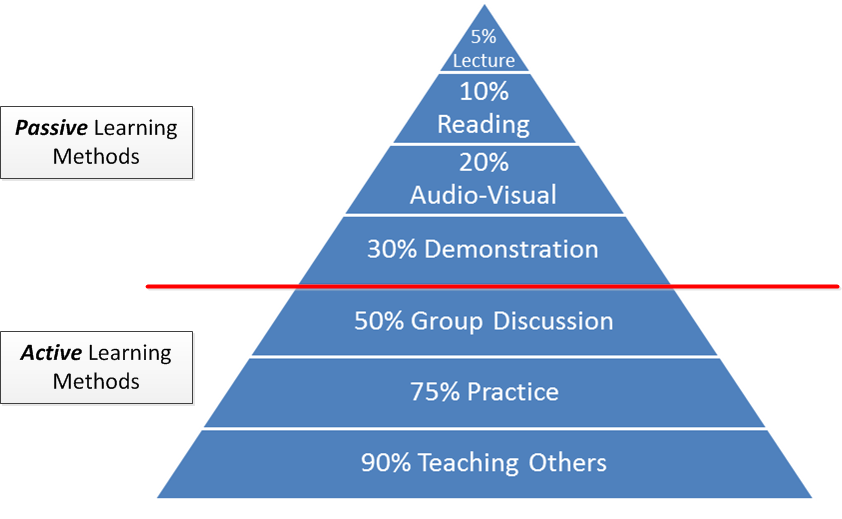 5%
Lecture
10%
Reading
20%
Audio-Visual
30% Demonstration
50% Group Discussion
75% Practice
90% Teaching Others
Passive Learning
Methods
Active Learning
Methods